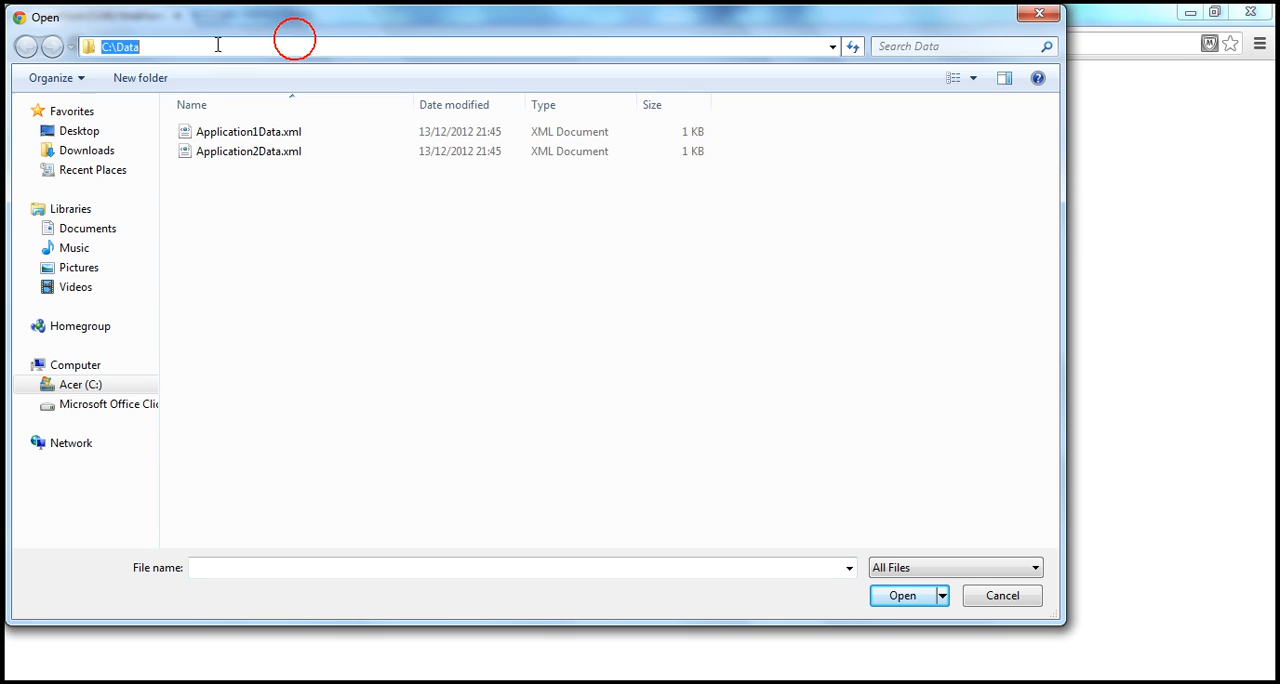 Open
C:\Data
Search Data
Organize
New folder
Name Date modified Type Size
Favorites
Desktop
Downloads
Recent Places
Libraries
Documents
Music
Pictures
Videos
Homegroup
Computer
Acer (C:)
Microsoft Office Clic
Network
Application1Data.xml 13/12/2012 21:45 XML Document 1 KB
Application2Data.xml 13/12/2012 21:45 XML Document 1 KB
File name:
All Files
Open
Cancel